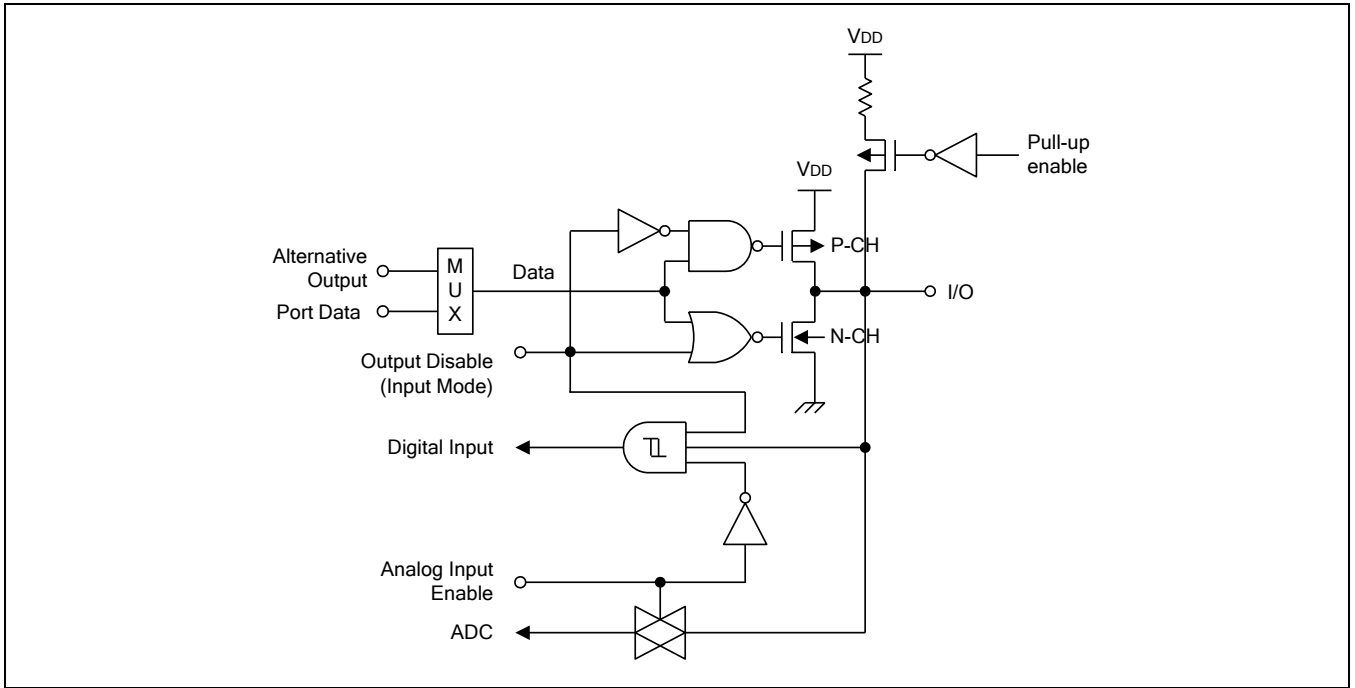 VDD
Pull-up
enable
VDD
P-CH
Alternative
Output
M
U
X
Data
I/O
Port Data
N-CH
Output Disable
(Input Mode)
Digital Input
Analog Input
Enable
ADC